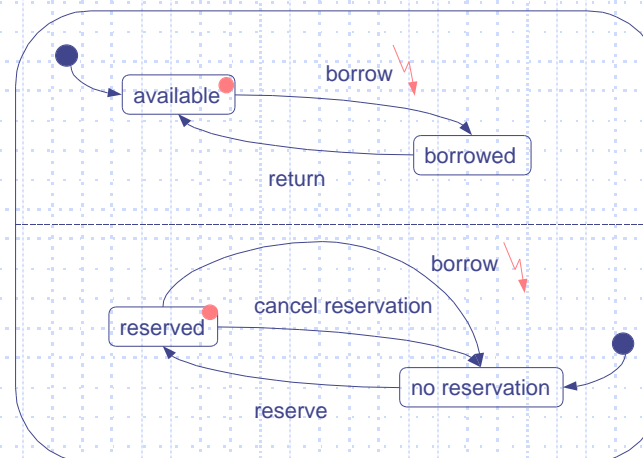 borrow
available
borrowed
return
borrow
cancel reservation
reserved
no reservation
reserve